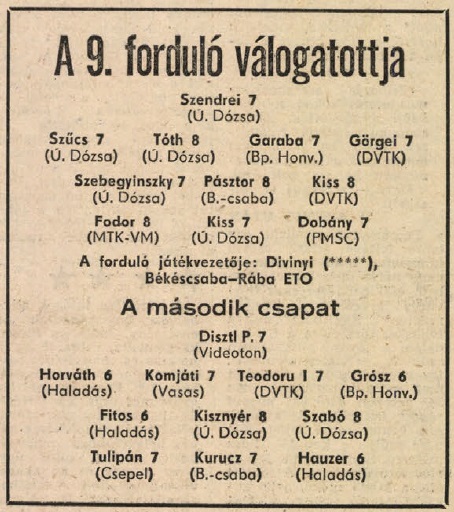 A 9. forduló válogatottja
Szendrei 7
(Ú. Dózsa)
Szűcs 7 Tóth 8 Garaba 7 Görgei 7
(Ú. Dózsa) (Ú. Dózsa) (Bp. Honv.) (DVTK)
Szebegyinszky 7 Pásztor 8 Kiss 8
(Ú. Dózsa) (B.-csaba) (DVTK)
Fodor 8 Kiss 7 Dobány 7
(MTK-VM) (Ú. Dózsa) (PMSC)
A forduló játékvezetője: Divinyi (*****),
Békéscsaba–Rába ETO
A második csapat
Disztl P. 7
(Videoton)
Horváth 6 Komjáti 7 Teodoru I 7 Grósz 6
(Haladás) (Vasas) (DVTK) (Bp. Honv.)
Fitos 6 Kisznyér 8 Szabó 8
(Haladás) (Ú. Dózsa) (Ú. Dózsa)
Tulipán 7 Kurucz 7 Hauzer 6
(Csepel) (B.-csaba) (Haladás)